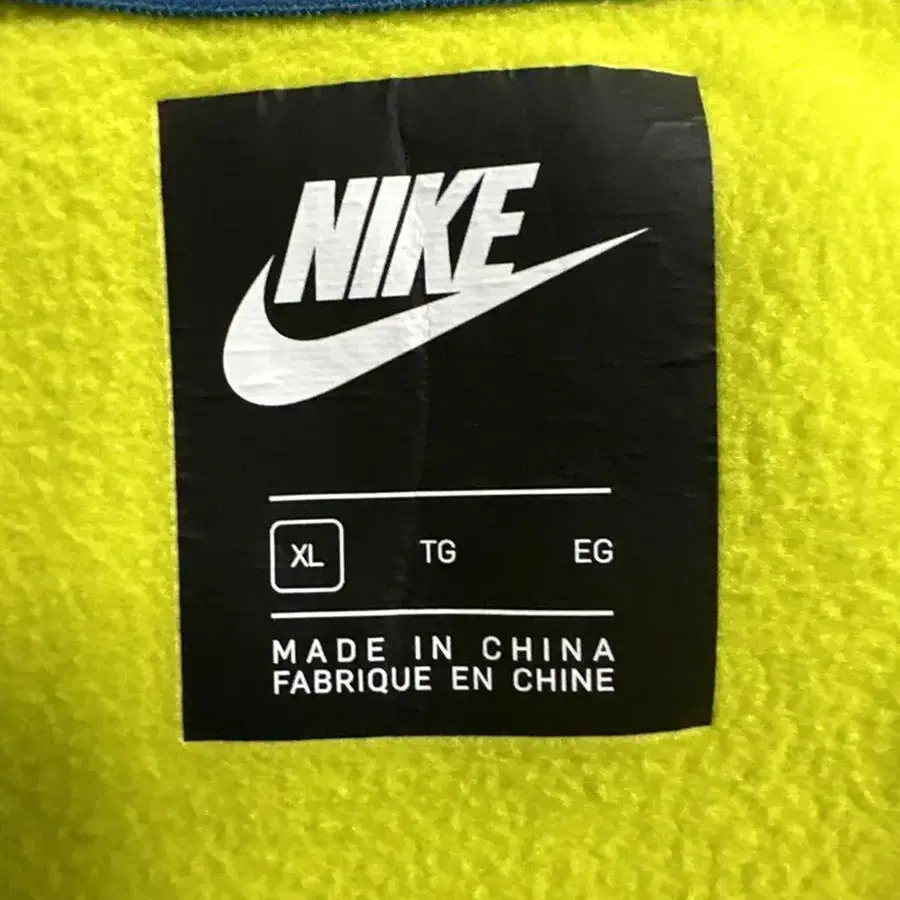 NIKE
XL TG EG
MADE IN CHINA
FABRIQUE EN CHINE